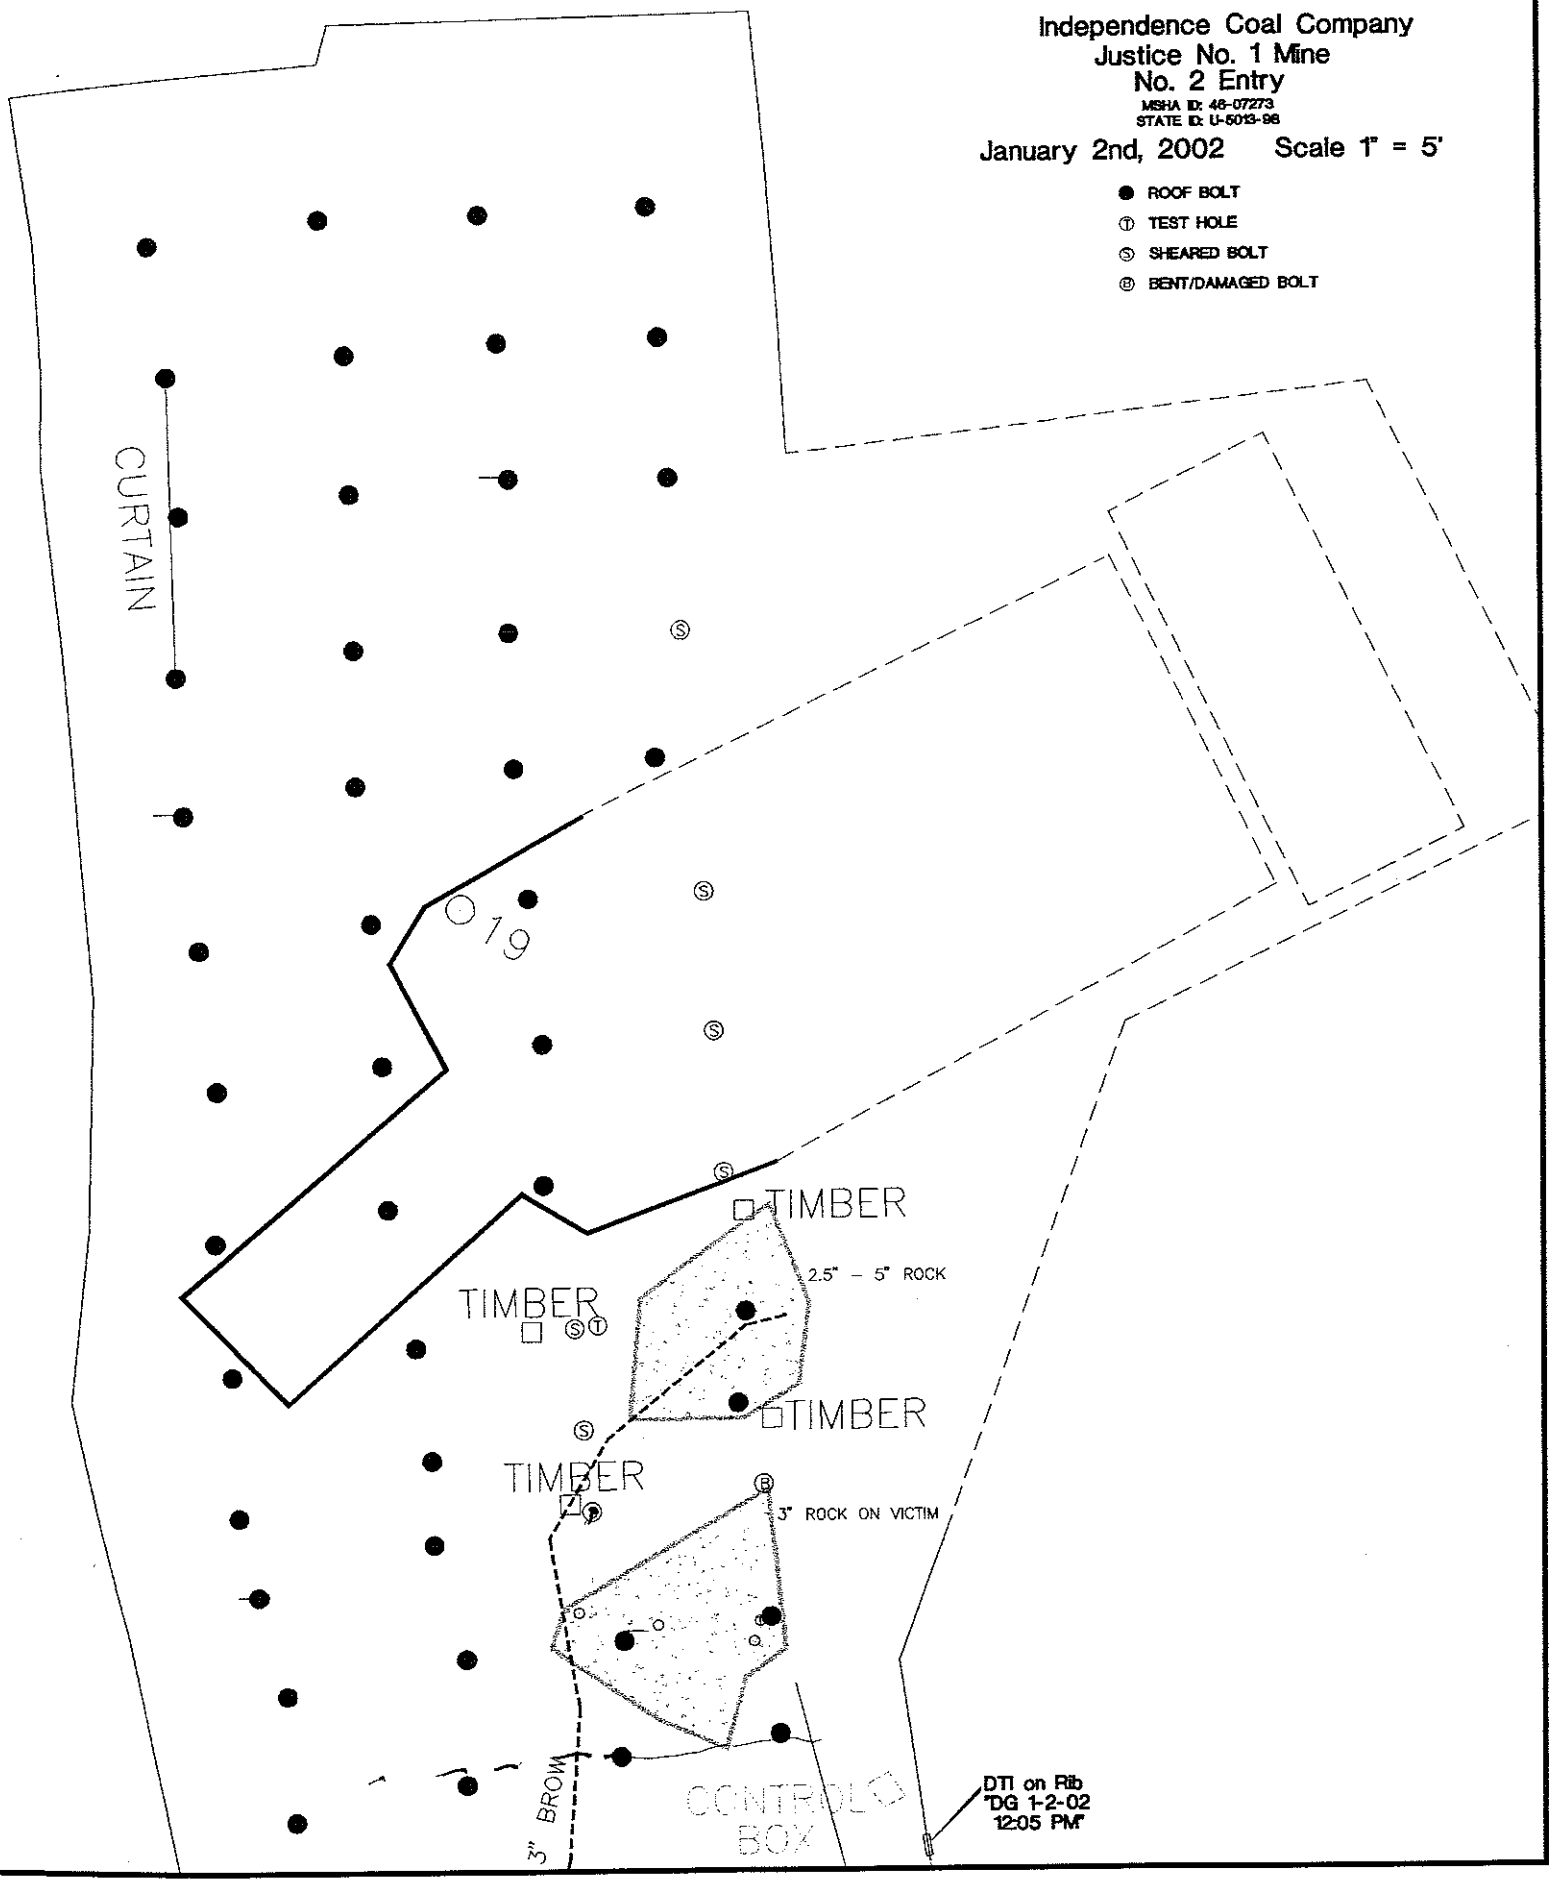 Independence Coal Company
Justice No. 1 Mine
No. 2 Entry
MSHA ID: 46-07273
STATE ID: U-5013-98
January 2nd, 2002 Scale 1" = 5'
ROOF BOLT
T TEST HOLE
S SHEARED BOLT
B BENT/DAMAGED BOLT
CURTAIN
S
19
S
S
S
TIMBER
2.5" - 5" ROCK
TIMBER
S T
TIMBER
S
TIMBER
B
3" ROCK ON VICTIM
3" BROW
CONTROL
BOX
DTI on Rib
"DG 1-2-02
12:05 PM"